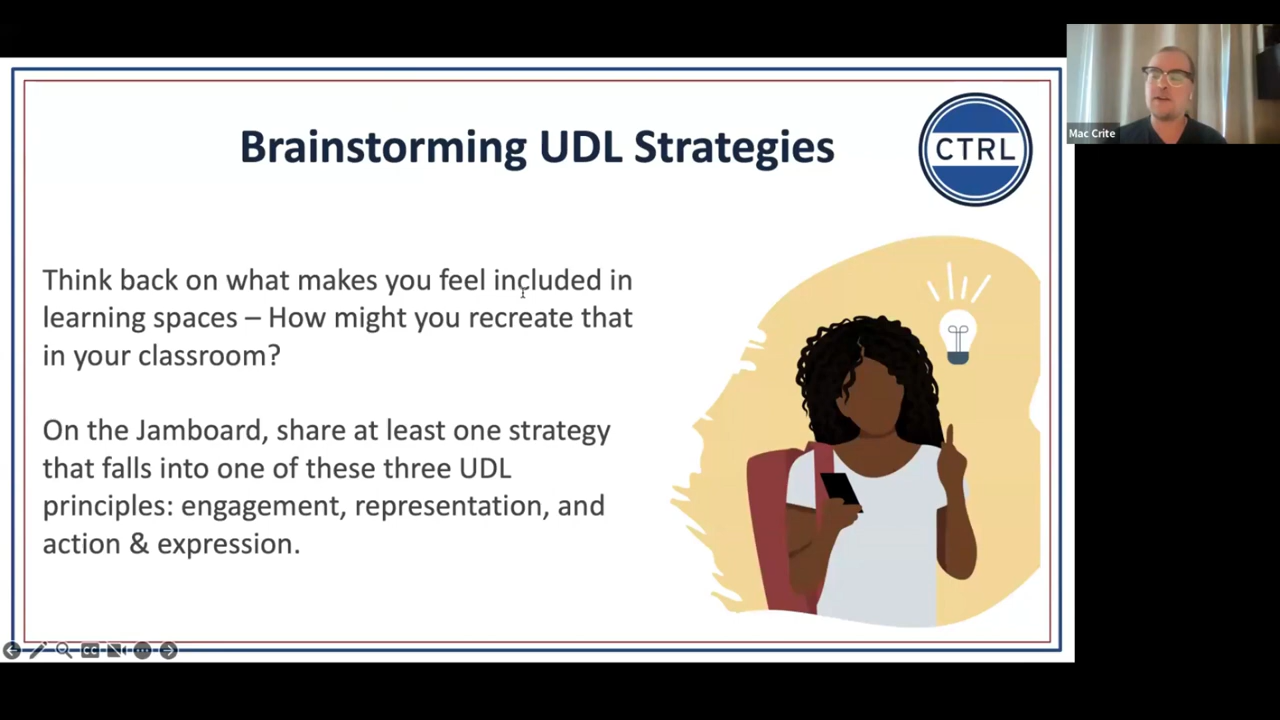 Brainstorming UDL Strategies
CTRL
Mac Crite
Think back on what makes you feel included in
learning spaces – How might you recreate that
in your classroom?
On the Jamboard, share at least one strategy
that falls into one of these three UDL
principles: engagement, representation, and
action & expression.
CC